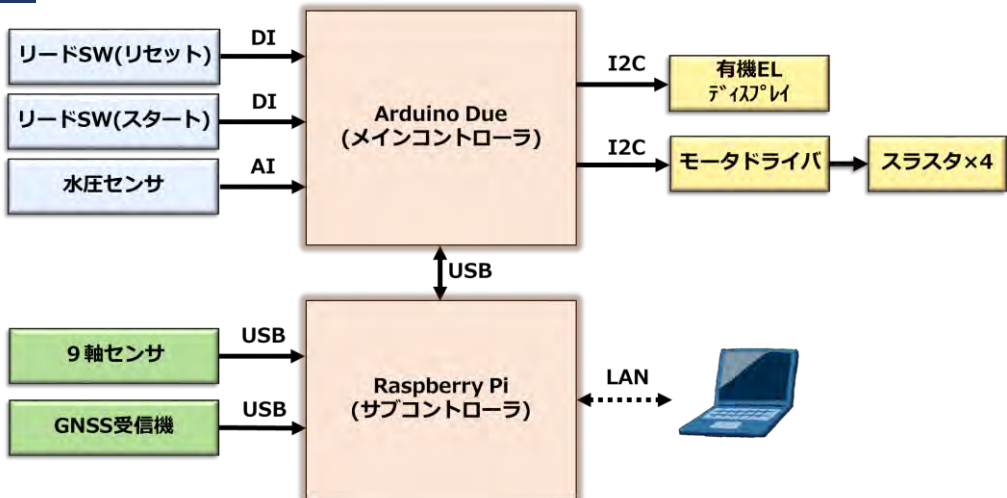 リードSW(リセット)
DI
リードSW(スタート)
DI
水圧センサ
AI
Arduino Due
(メインコントローラ)
I2C
有機EL
ディスプレイ
I2C
モータドライバ
スラスタ×4
USB
9軸センサ
USB
GNSS受信機
USB
Raspberry Pi
(サブコントローラ)
LAN